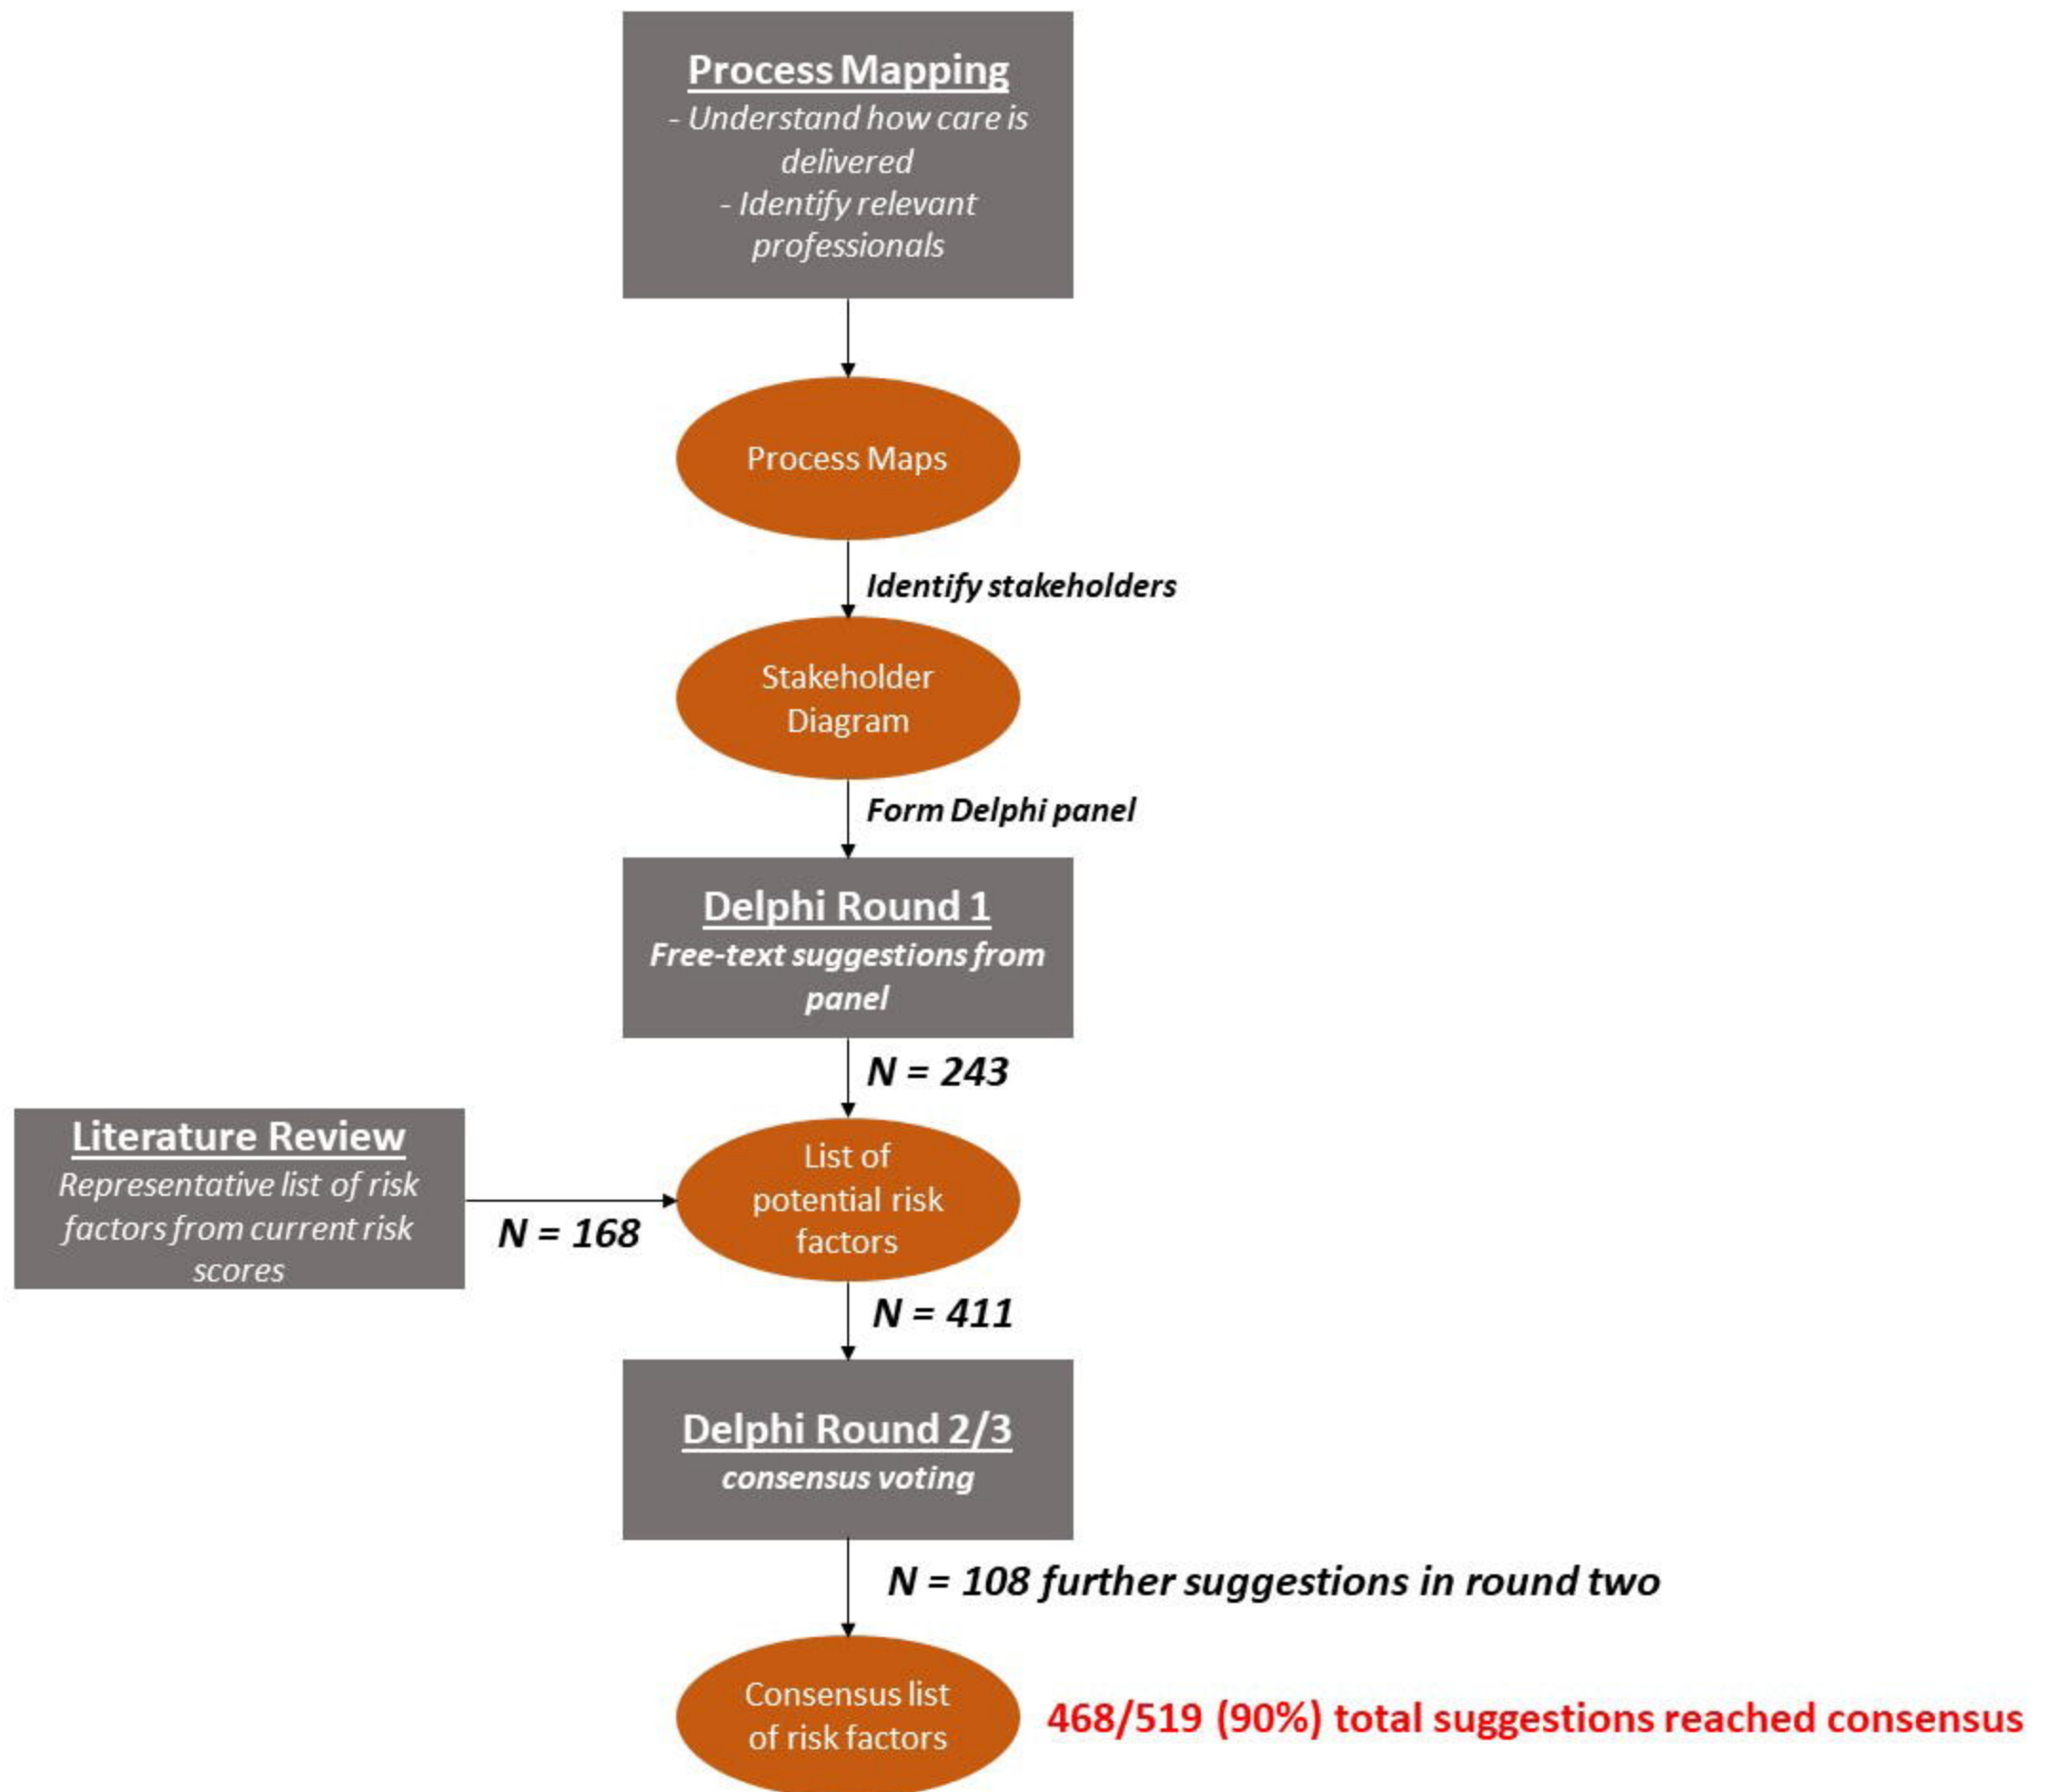 Process Mapping
- Understand how care is
delivered
- Identify relevant
professionals
Process Maps
Identify stakeholders
Stakeholder
Diagram
Form Delphi panel
Delphi Round 1
Free-text suggestions from
panel
N = 243
Literature Review
Representative list of risk
factors from current risk
scores
N = 168
List of
potential risk
factors
N = 411
Delphi Round 2/3
consensus voting
N = 108 further suggestions in round two
Consensus list
of risk factors
468/519 (90%) total suggestions reached consensus